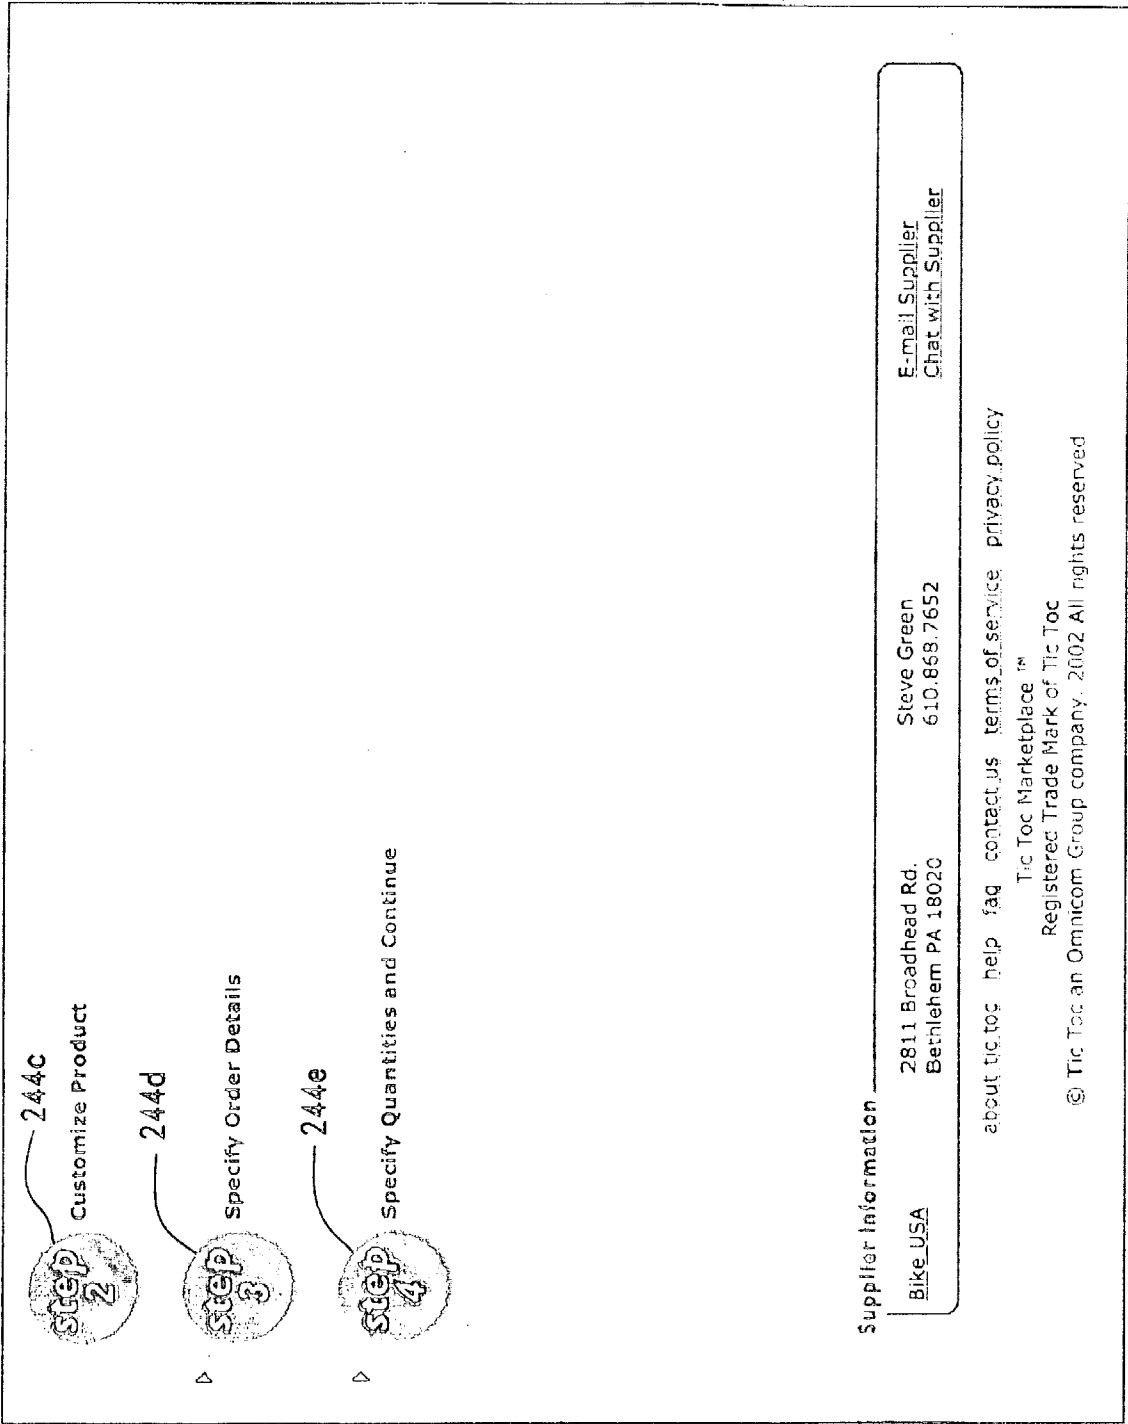 244c
step 2
Customize Product
244d
step 3
Specify Order Details
244e
step 4
Specify Quantities and Continue
Supplier Information
Bike USA
2811 Broadhead Rd.
Bethlehem PA 18020
Steve Green
610.868.7652
E-mail Supplier
Chat with Supplier
about tic toc help faq contact us terms of service privacy policy
Tic Toc Marketplace ™
Registered Trade Mark of Tic Toc
© Tic Toc an Omnicom Group company. 2002 All rights reserved